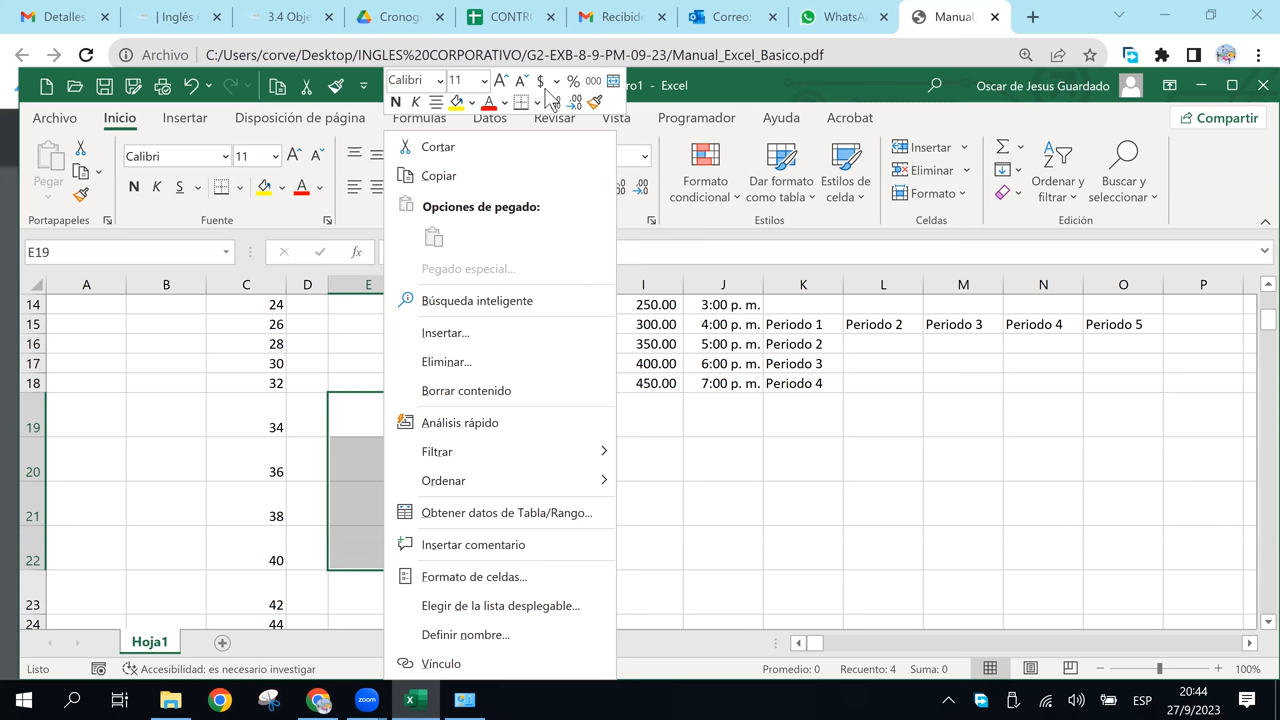 Detalles
Inglés
3.4 Obje
Cronog
CONTR
Recibid
Correo:
WhatsA
Manual_
Archivo
C:/Users/corve/Desktop/INGLES%20CORPORATIVO/G2-EXB-8-9-PM-09-23/Manual_Excel_Basico.pdf
ro1 - Excel
Oscar de Jesus Guardado
Calibri 11 $ % 000
N K A
Archivo Inicio Insertar Disposición de página Fórmulas Datos Revisar Vista Programador Ayuda Acrobat Compartir
Pegar
Calibri 11
N K S
Formato condicional
Dar formato como tabla
Estilos de celda
Insertar
Eliminar
Formato
Ordenar y filtrar
Buscar y seleccionar
Portapapeles Fuente Estilos Celdas Edición
E19 fx
A B C D E I J K L M N O P
14 24 250.00 3:00 p. m.
15 26 300.00 4:00 p. m. Periodo 1 Periodo 2 Periodo 3 Periodo 4 Periodo 5
16 28 350.00 5:00 p. m. Periodo 2
17 30 400.00 6:00 p. m. Periodo 3
18 32 450.00 7:00 p. m. Periodo 4
19 34
20 36
21 38
22 40
23 42
24 44
Cortar
Copiar
Opciones de pegado:
Pegado especial...
Búsqueda inteligente
Insertar...
Eliminar...
Borrar contenido
Análisis rápido
Filtrar
Ordenar
Obtener datos de Tabla/Rango...
Insertar comentario
Formato de celdas...
Elegir de la lista desplegable...
Definir nombre...
Vínculo
Hoja1
Listo Accesibilidad: es necesario investigar Promedio: 0 Recuento: 4 Suma: 0 100%
zoom
ESP
20:44
27/9/2023